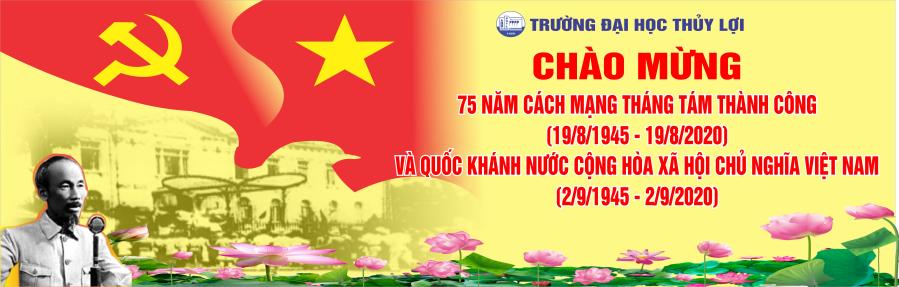 TRƯỜNG ĐẠI HỌC THỦY LỢI
CHÀO MỪNG
75 NĂM CÁCH MẠNG THÁNG TÁM THÀNH CÔNG
(19/8/1945 - 19/8/2020)
VÀ QUỐC KHÁNH NƯỚC CỘNG HÒA XÃ HỘI CHỦ NGHĨA VIỆT NAM
(2/9/1945 - 2/9/2020)